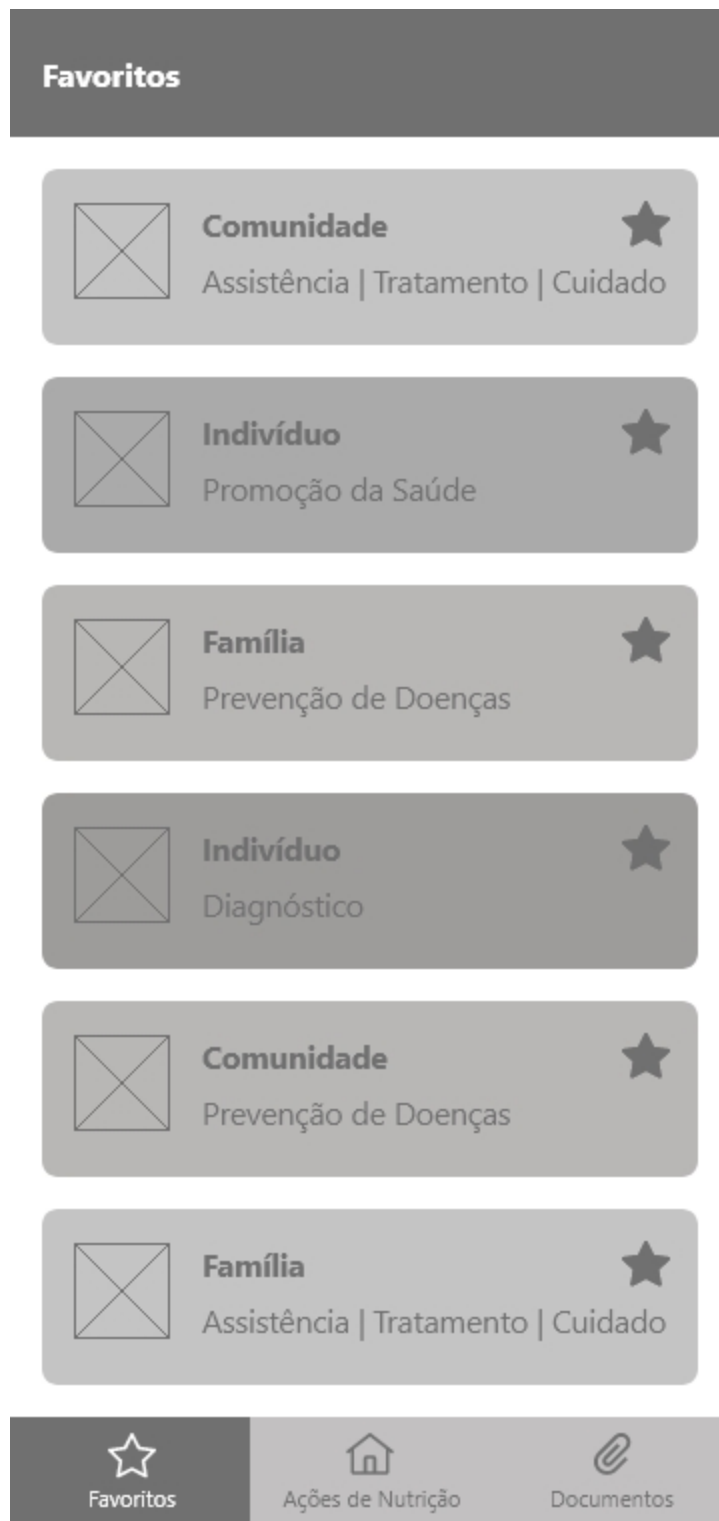 Favoritos
Comunidade
Assistência | Tratamento | Cuidado
Indivíduo
Promoção da Saúde
Família
Prevenção de Doenças
Indivíduo
Diagnóstico
Comunidade
Prevenção de Doenças
Família
Assistência | Tratamento | Cuidado
Favoritos
Ações de Nutrição
Documentos